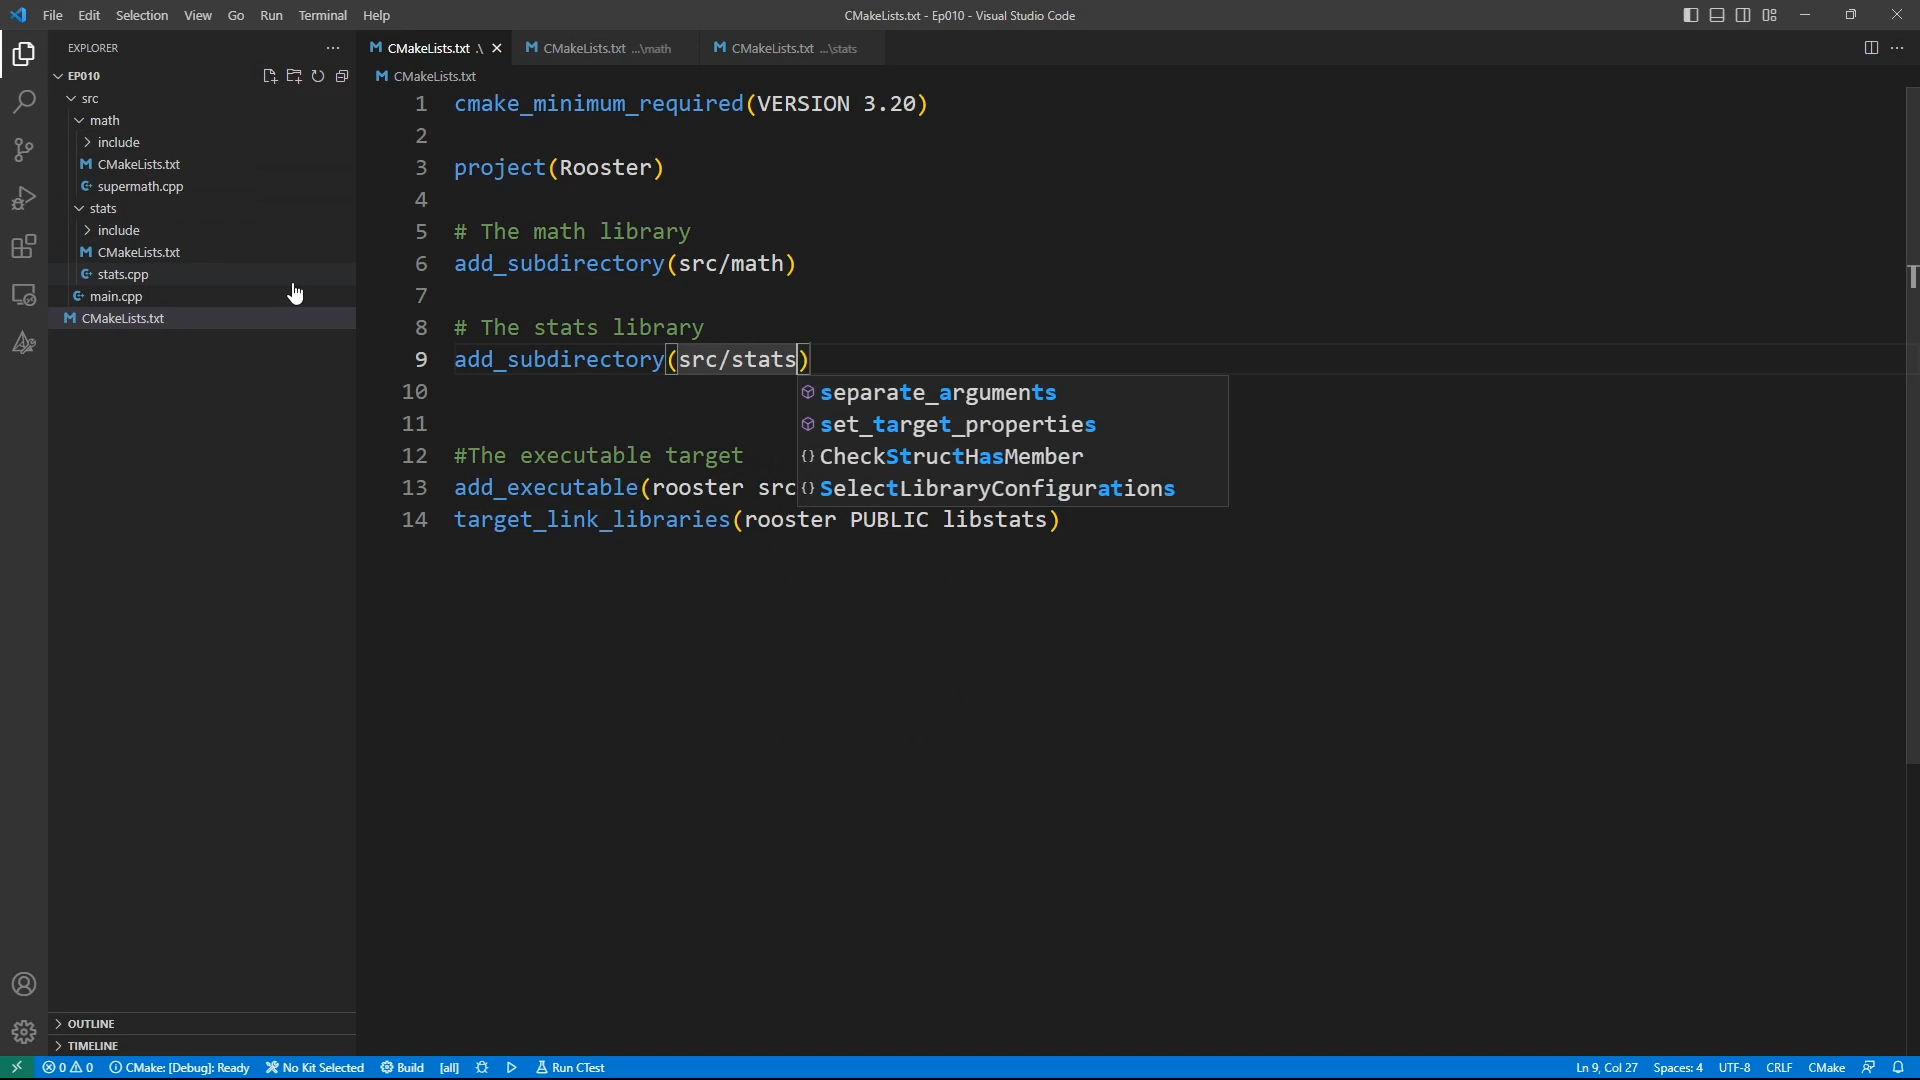 File Edit Selection View Go Run Terminal Help
CMakeLists.txt - Ep010 - Visual Studio Code
EXPLORER
EP010
src
math
include
CMakeLists.txt
supermath.cpp
stats
include
CMakeLists.txt
stats.cpp
main.cpp
CMakeLists.txt
OUTLINE
TIMELINE
CMakeLists.txt .\ CMakeLists.txt ...\math CMakeLists.txt ...\stats
CMakeLists.txt
1 cmake_minimum_required(VERSION 3.20)
2
3 project(Rooster)
4
5 # The math library
6 add_subdirectory(src/math)
7
8 # The stats library
9 add_subdirectory(src/stats)
10
11
12 #The executable target
13 add_executable(rooster src
14 target_link_libraries(rooster PUBLIC libstats)
separate_arguments
set_target_properties
CheckStructHasMember
SelectLibraryConfigurations
0 0 CMake: [Debug]: Ready No Kit Selected Build [all] Run CTest
Ln 9, Col 27 Spaces: 4 UTF-8 CRLF CMake